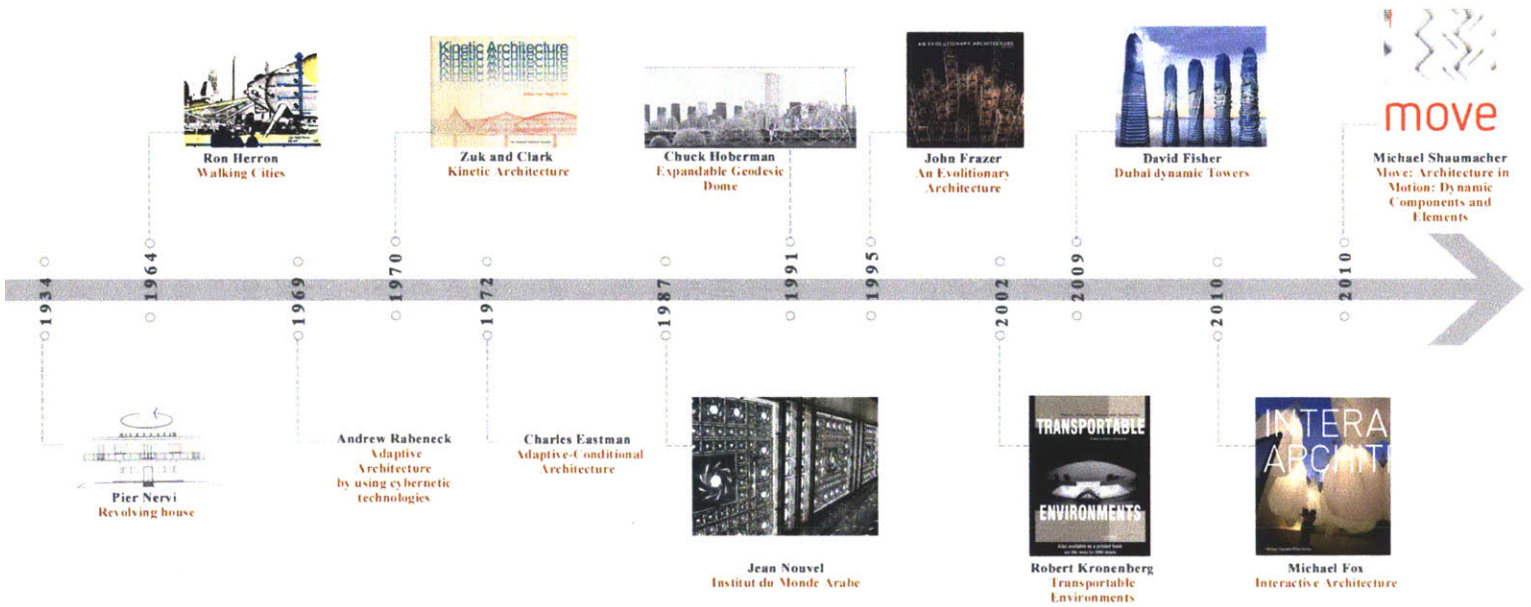 Kinetic Architecture
AN EVOLUTIONARY ARCHITECTURE
move
Ron Herron
Walking Cities
Zuk and Clark
Kinetic Architecture
Chuck Hoberman
Expandable Geodesic
Dome
John Frazer
An Evolitionary
Architecture
David Fisher
Dubai dynamic Towers
Michael Shaumacher
Move: Architecture in
Motion: Dynamic
Components and
Elements
1934
1964
1969
1970
1972
1987
1991
1995
2002
2009
2010
2010
Pier Nervi
Revolving house
Andrew Rabeneck
Adaptive
Architecture
by using cybernetic
technologies
Charles Eastman
Adaptive-Conditional
Architecture
Jean Nouvel
Institut du Monde Arabe
TRANSPORTABLE
ENVIRONMENTS
Robert Kronenberg
Transportable
Environments
INTERA
ARCHIT
Michael Fox
Interactive Architecture